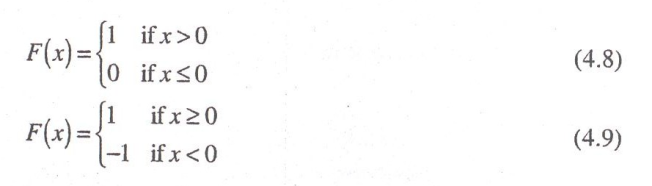 F(x) = { 1 if x > 0
0 if x ≤ 0 (4.8)
F(x) = { 1 if x ≥ 0
−1 if x < 0 (4.9)